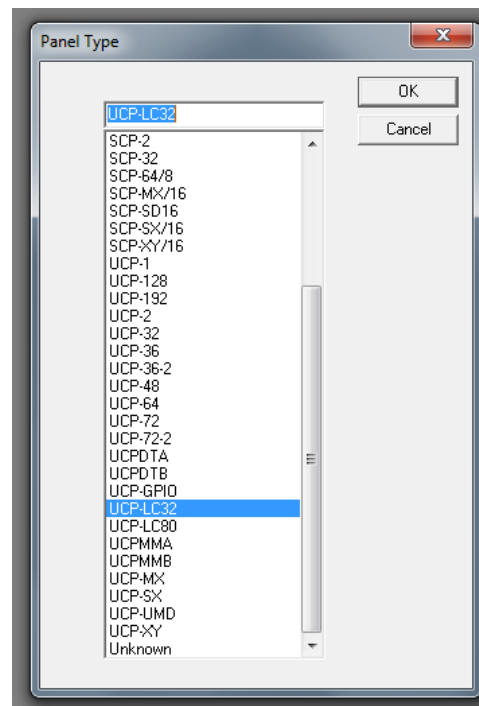 Panel Type
OK
UCP-LC32
Cancel
SCP-2
SCP-32
SCP-64/8
SCP-MX/16
SCP-SD16
SCP-SX/16
SCP-XY/16
UCP-1
UCP-128
UCP-192
UCP-2
UCP-32
UCP-36
UCP-36-2
UCP-48
UCP-64
UCP-72
UCP-72-2
UCPDTA
UCPDTB
UCP-GPIO
UCP-LC32
UCP-LC80
UCPMMA
UCPMMB
UCP-MX
UCP-SX
UCP-UMD
UCP-XY
Unknown